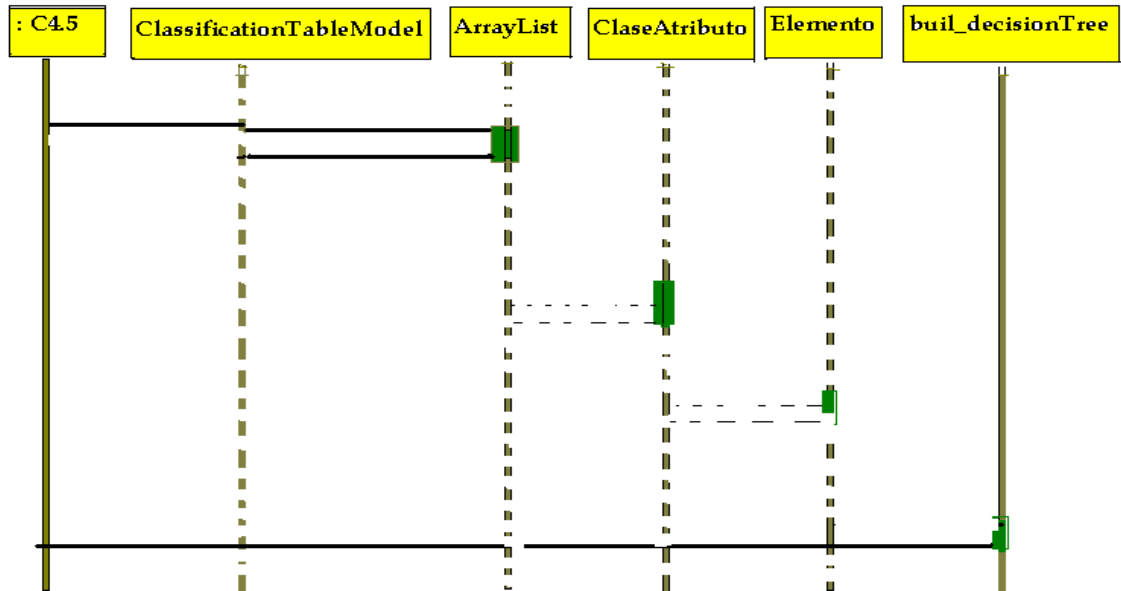 : C4.5
ClassificationTableModel
ArrayList
ClaseAtributo
Elemento
buil_decisionTree